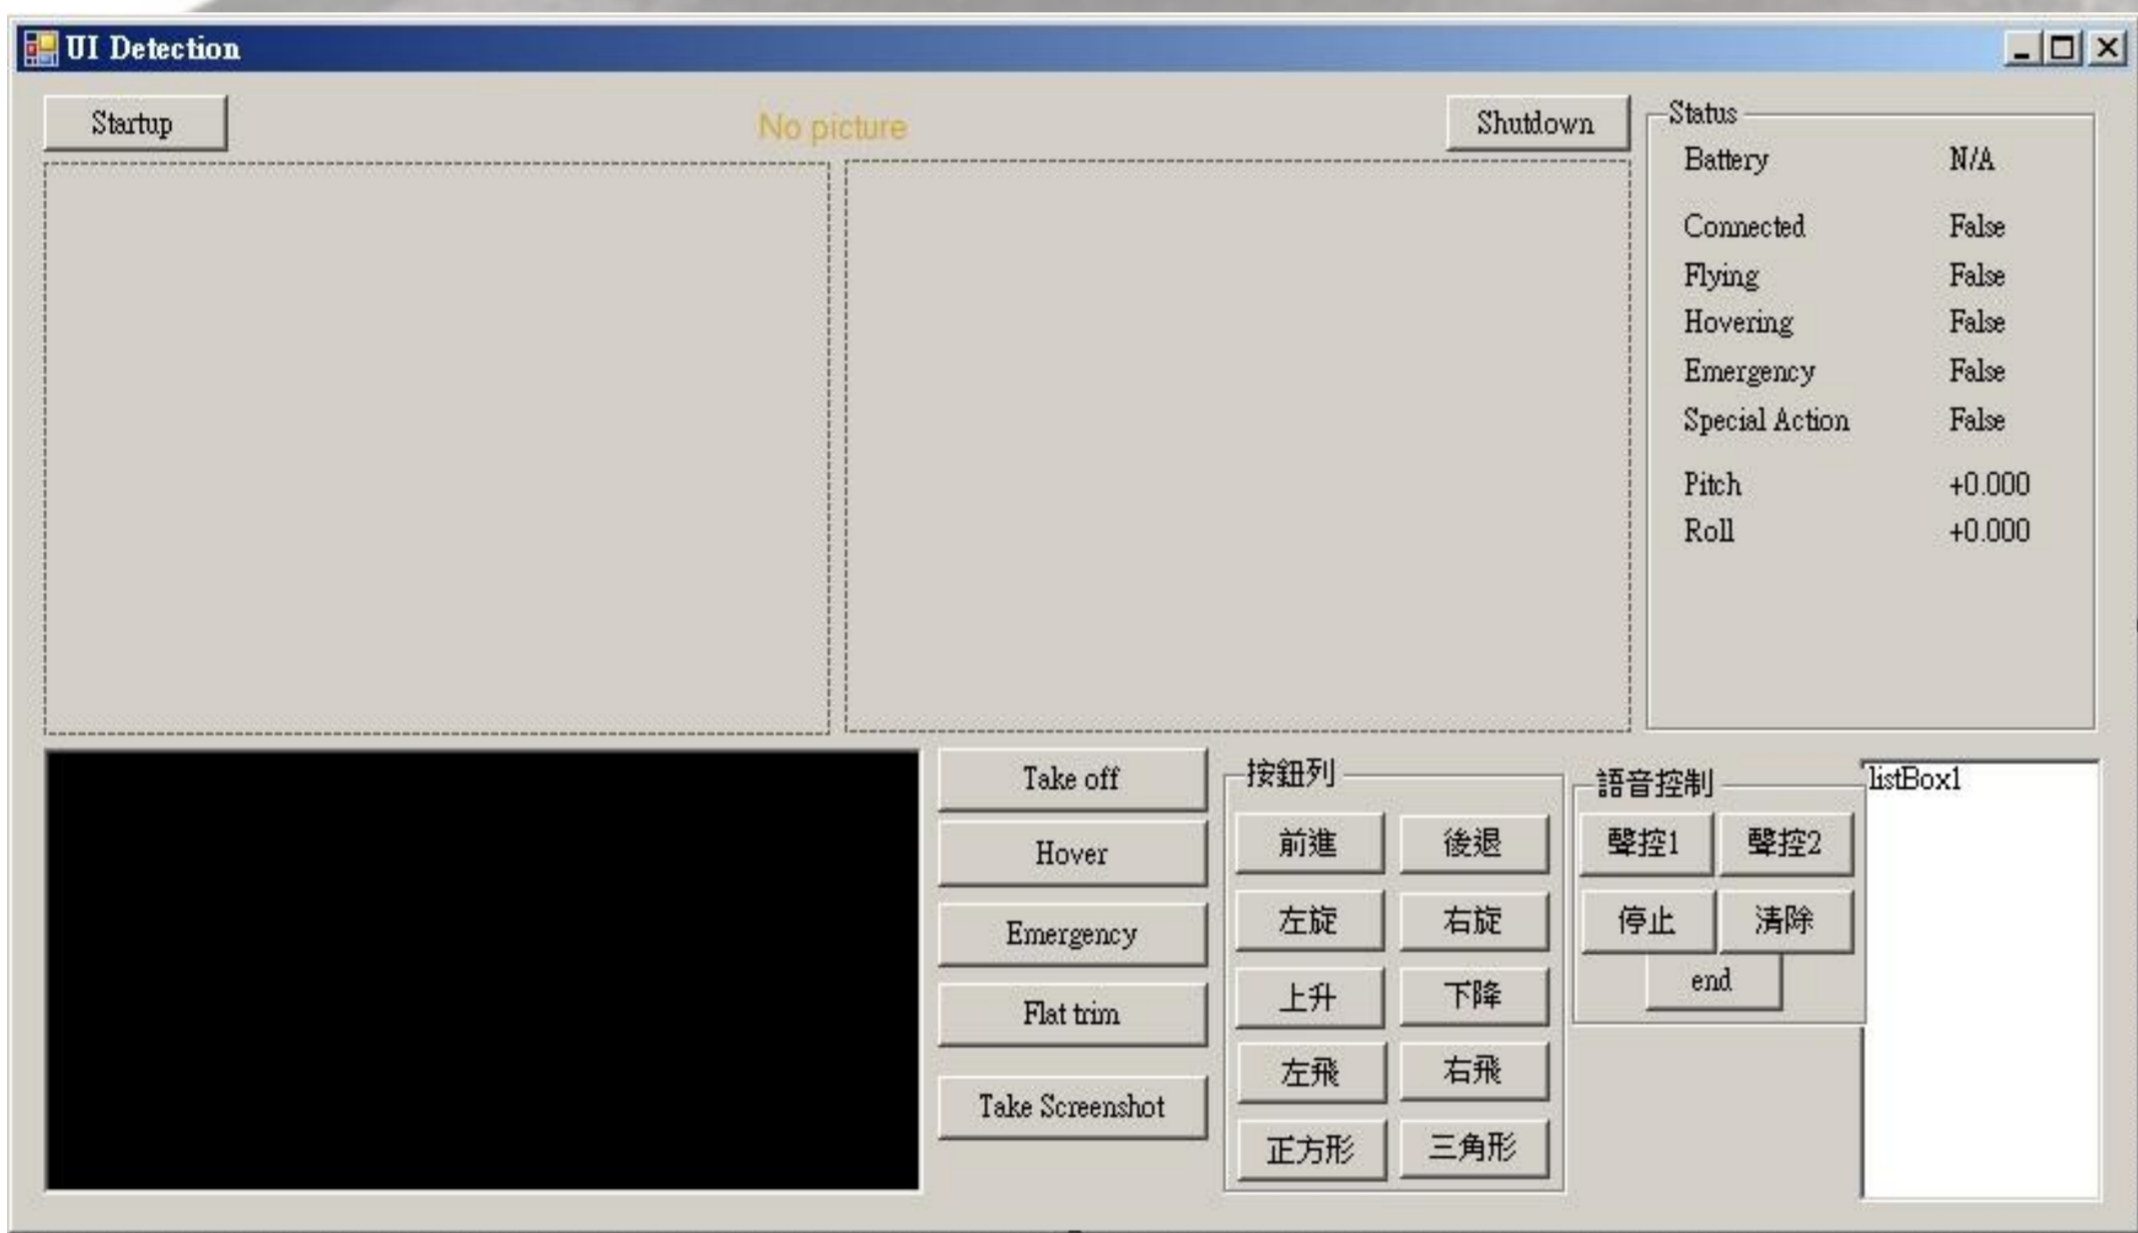 UI Detection
Startup
No picture
Shutdown
Status
Battery N/A
Connected False
Flying False
Hovering False
Emergency False
Special Action False
Pitch +0.000
Roll +0.000
Take off
Hover
Emergency
Flat trim
Take Screenshot
按鈕列
前進 後退
左旋 右旋
上升 下降
左飛 右飛
正方形 三角形
語音控制
聲控1 聲控2
停止 清除
end
listBox1